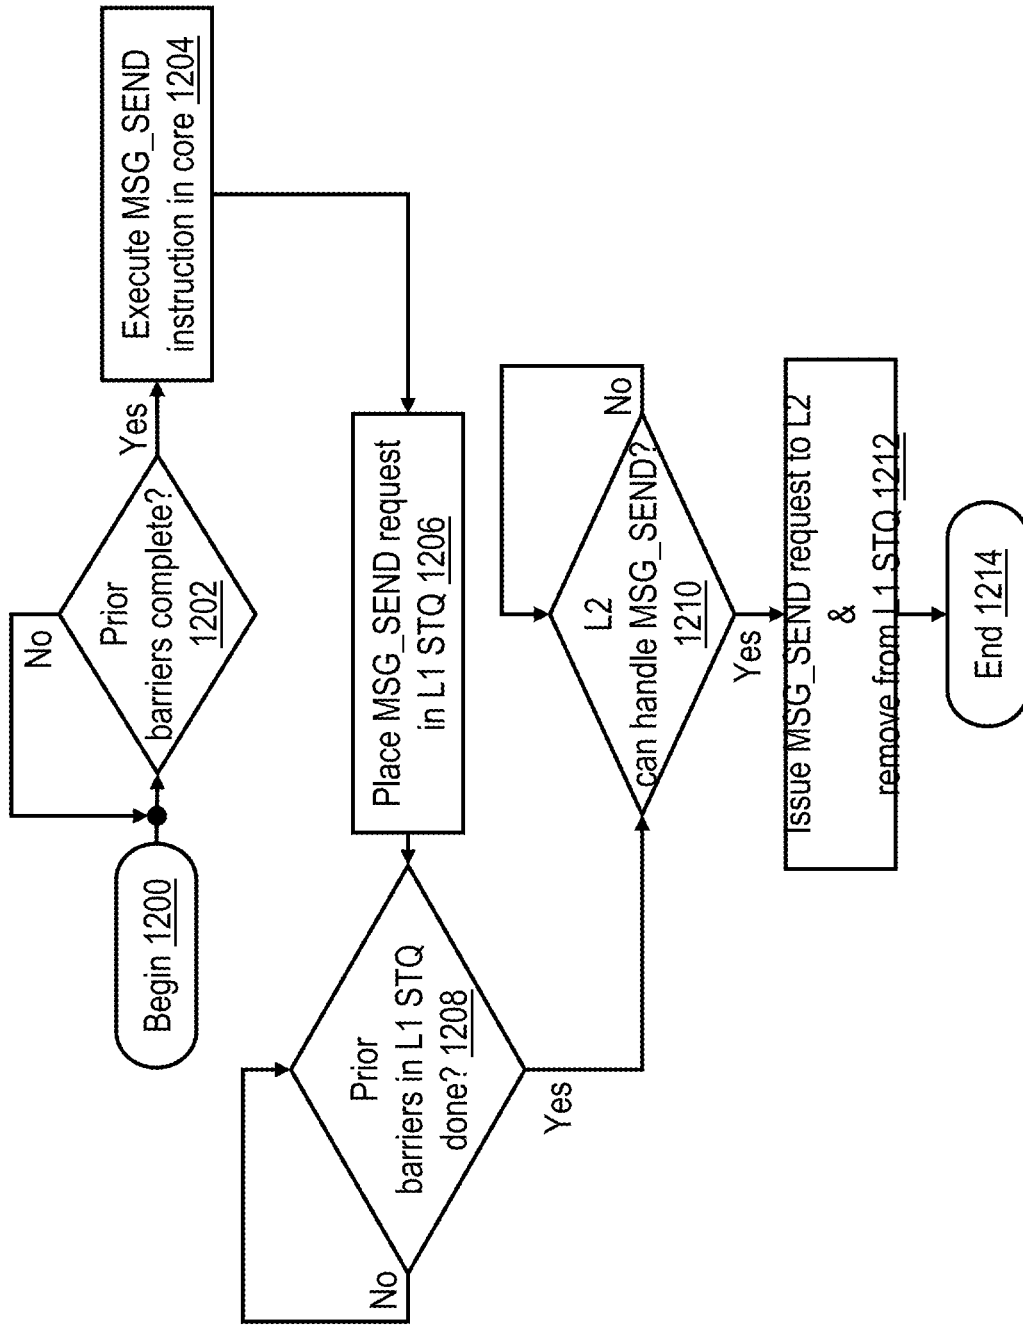 Begin 1200
Prior
barriers complete?
1202
No
Yes
Execute MSG_SEND
instruction in core 1204
Place MSG_SEND request
in L1 STQ 1206
Prior
barriers in L1 STQ
done? 1208
No
Yes
L2
can handle MSG_SEND?
1210
No
Yes
Issue MSG_SEND request to L2
&
remove from L1 STQ 1212
End 1214